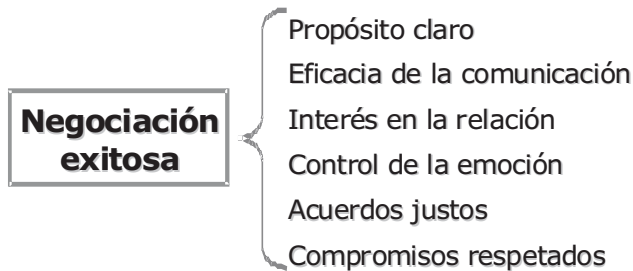 Negociación
exitosa
Propósito claro
Eficacia de la comunicación
Interés en la relación
Control de la emoción
Acuerdos justos
Compromisos respetados